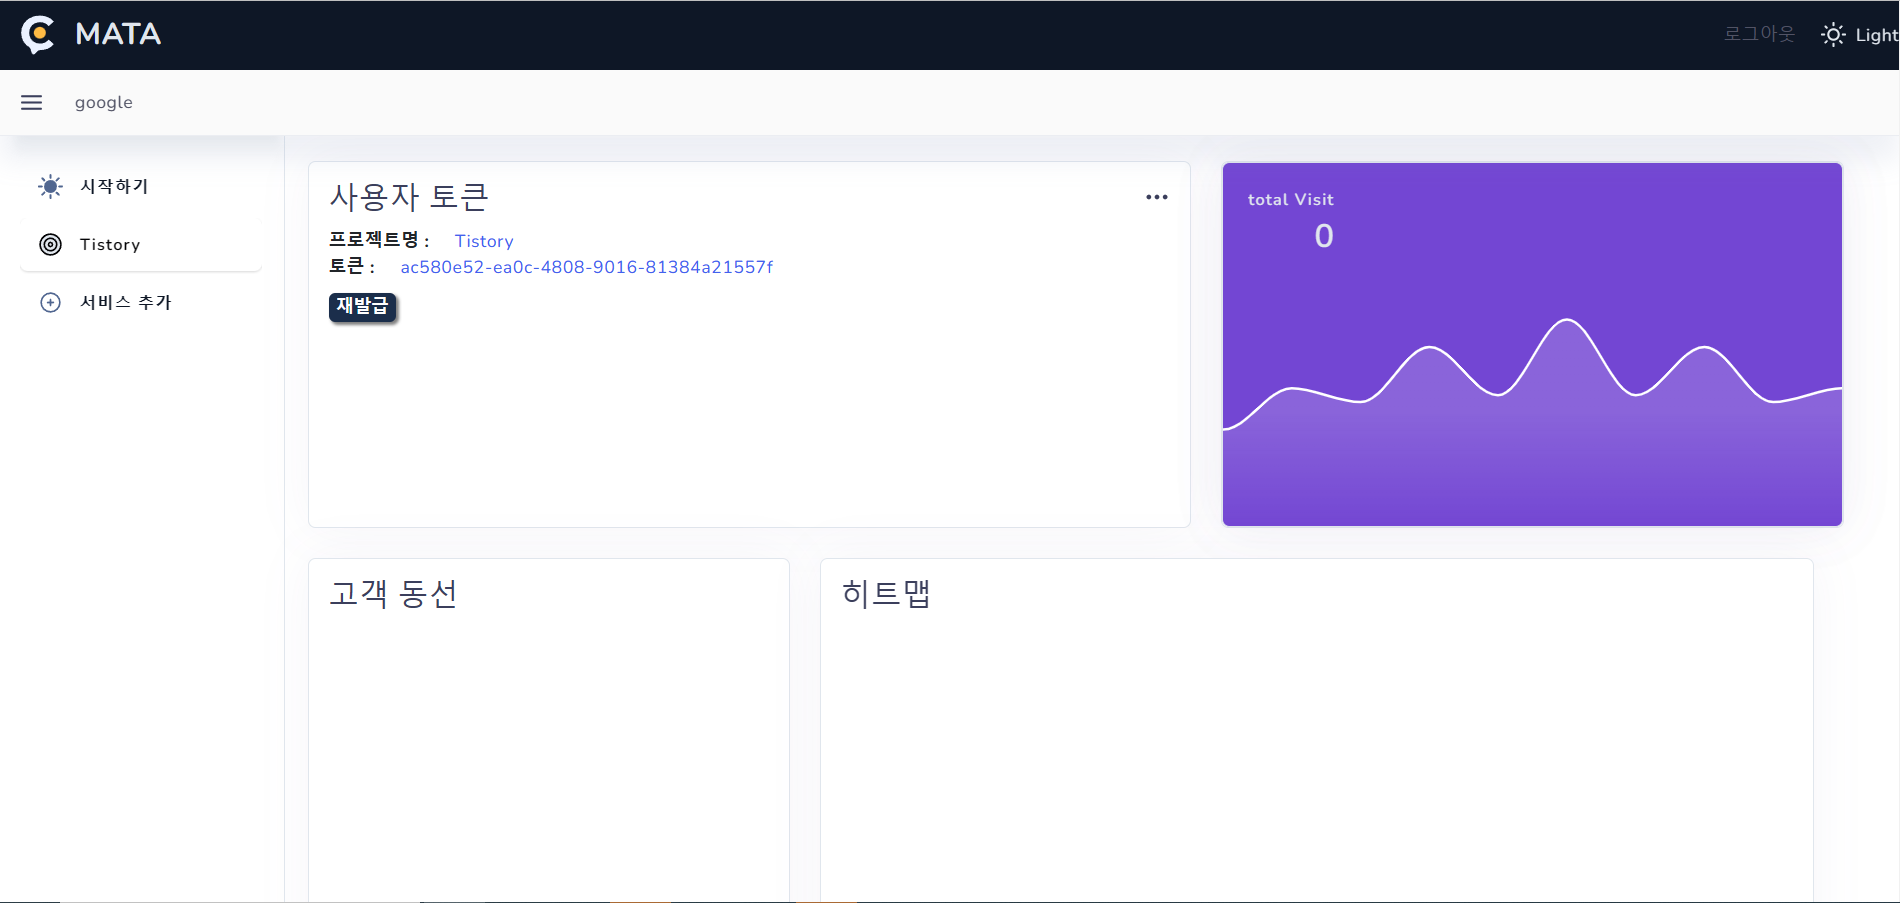 MATA
로그아웃
Light
google
시작하기
Tistory
서비스 추가
사용자 토큰
프로젝트명 : Tistory
토큰 : ac580e52-ea0c-4808-9016-81384a21557f
재발급
total Visit
0
고객 동선
히트맵